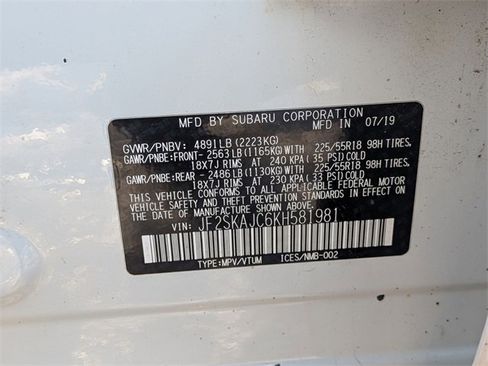 MFD BY SUBARU CORPORATION MFD IN 07/19
GVWR/PNBV: 4891LB (2223KG)
GAWR/PNBE: FRONT- 2563LB (1165KG) WITH 225/55R18 98H TIRES,
18X7J RIMS AT 240 KPA (35 PSI) COLD
GAWR/PNBE: REAR - 2486LB (1130KG) WITH 225/55R18 98H TIRES,
18X7J RIMS AT 230 KPA (33 PSI) COLD
THIS VEHICLE CONFORMS TO ALL APPLICABLE FEDERAL MOTOR
VEHICLE SAFETY AND THEFT PREVENTION STANDARDS IN EFFECT
ON THE DATE OF MANUFACTURE SHOWN ABOVE.
VIN: JF2SKAJC6KH581981
TYPE:MPV/VTUM ICES/NMB-002